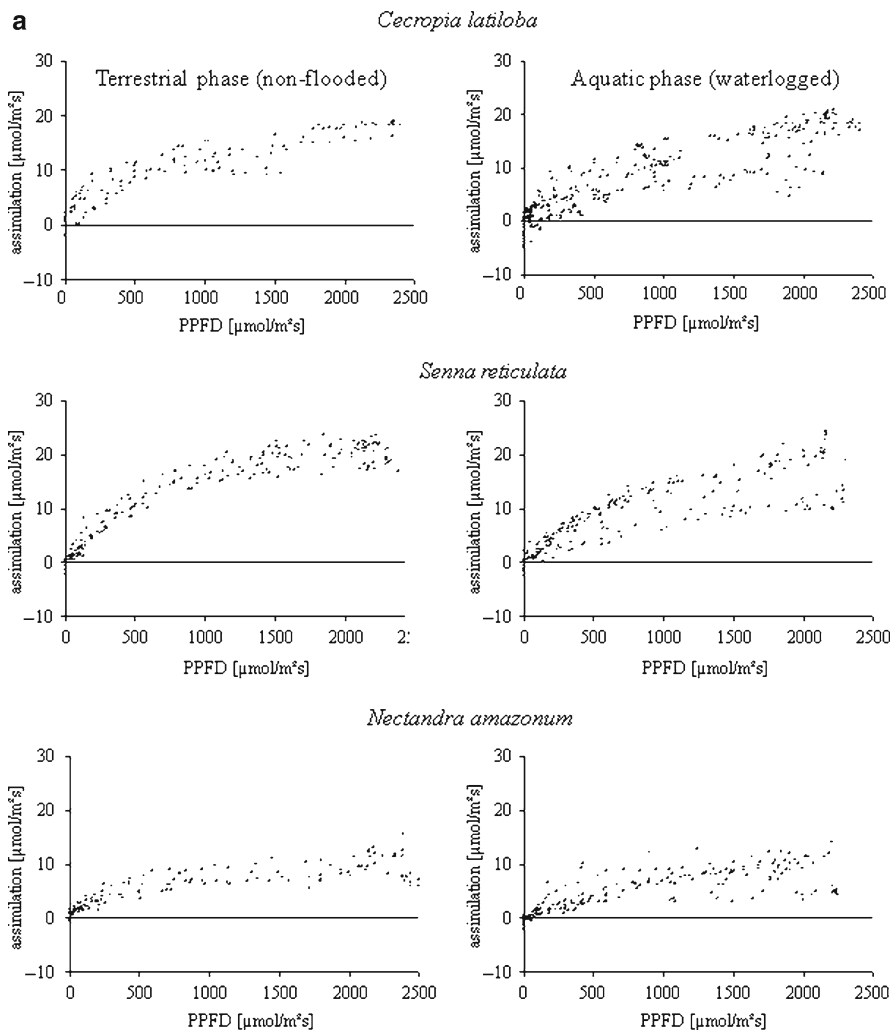 a
Cecropia latiloba
Terrestrial phase (non-flooded)
assimilation [µmol/m²s]
30
20
10
0
–10
0 500 1000 1500 2000 2500
PPFD [µmol/m²s]
Aquatic phase (waterlogged)
assimilation [µmol/m²s]
30
20
10
0
–10
0 500 1000 1500 2000 2500
PPFD [µmol/m²s]
Senna reticulata
assimilation [µmol/m²s]
30
20
10
0
–10
0 500 1000 1500 2000
PPFD [µmol/m²s]
assimilation [µmol/m²s]
30
20
10
0
–10
0 500 1000 1500 2000 2500
PPFD [µmol/m²s]
Nectandra amazonum
assimilation [µmol/m²s]
30
20
10
0
–10
0 500 1000 1500 2000 2500
PPFD [µmol/m²s]
assimilation [µmol/m²s]
30
20
10
0
–10
0 500 1000 1500 2000 2500
PPFD [µmol/m²s]